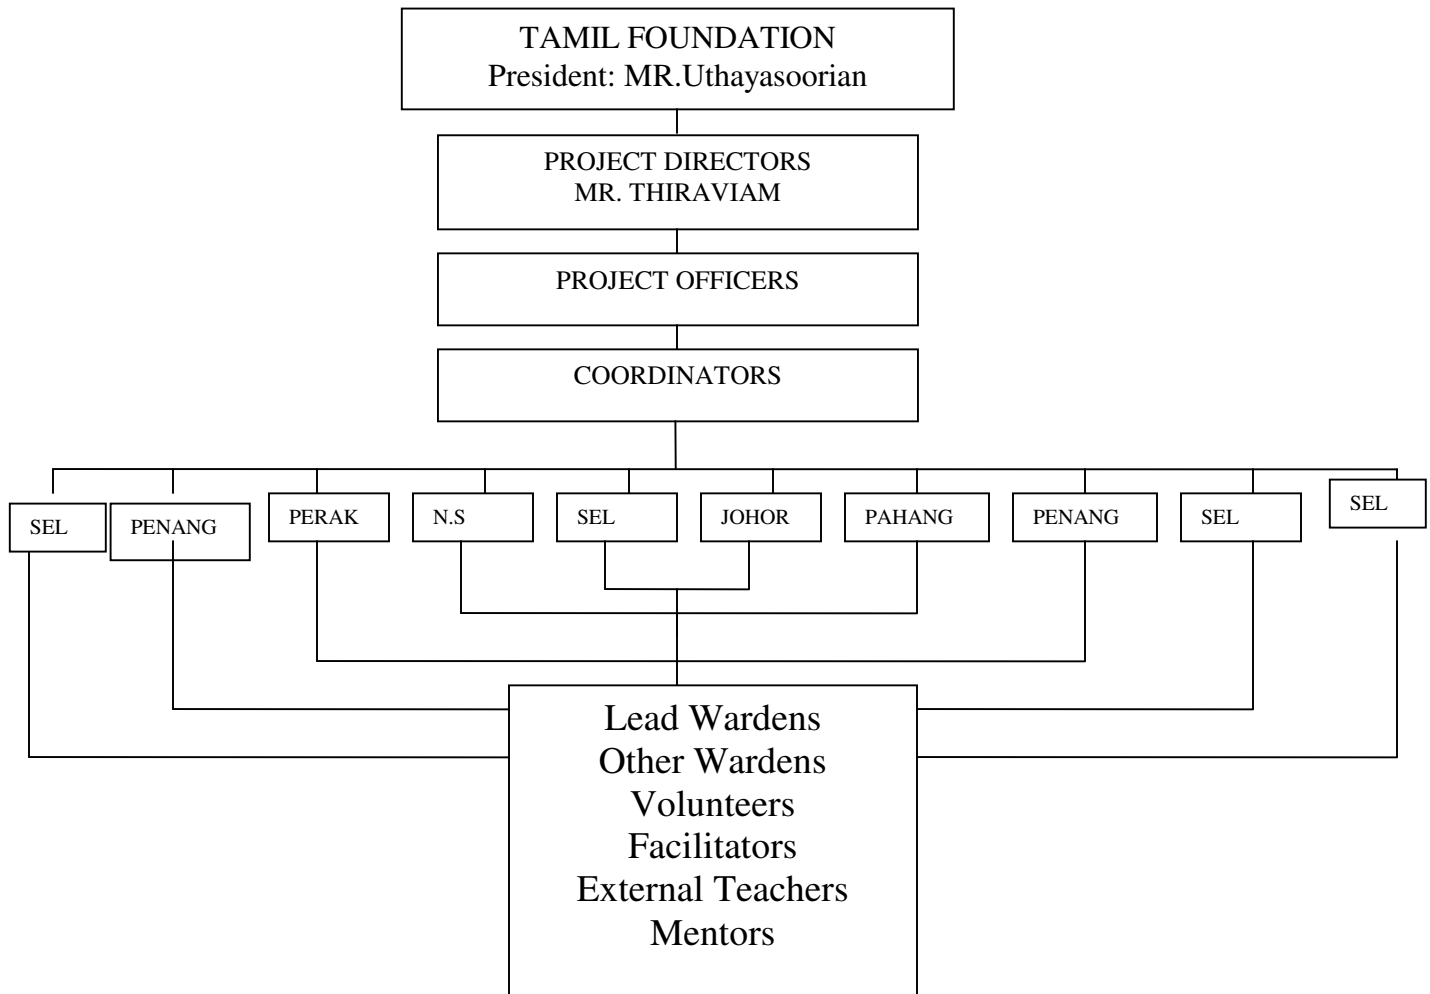 TAMIL FOUNDATION
President: MR.Uthayasoorian
PROJECT DIRECTORS
MR. THIRAVIAM
PROJECT OFFICERS
COORDINATORS
SEL
PENANG
PERAK
N.S
SEL
JOHOR
PAHANG
PENANG
SEL
SEL
Lead Wardens
Other Wardens
Volunteers
Facilitators
External Teachers
Mentors